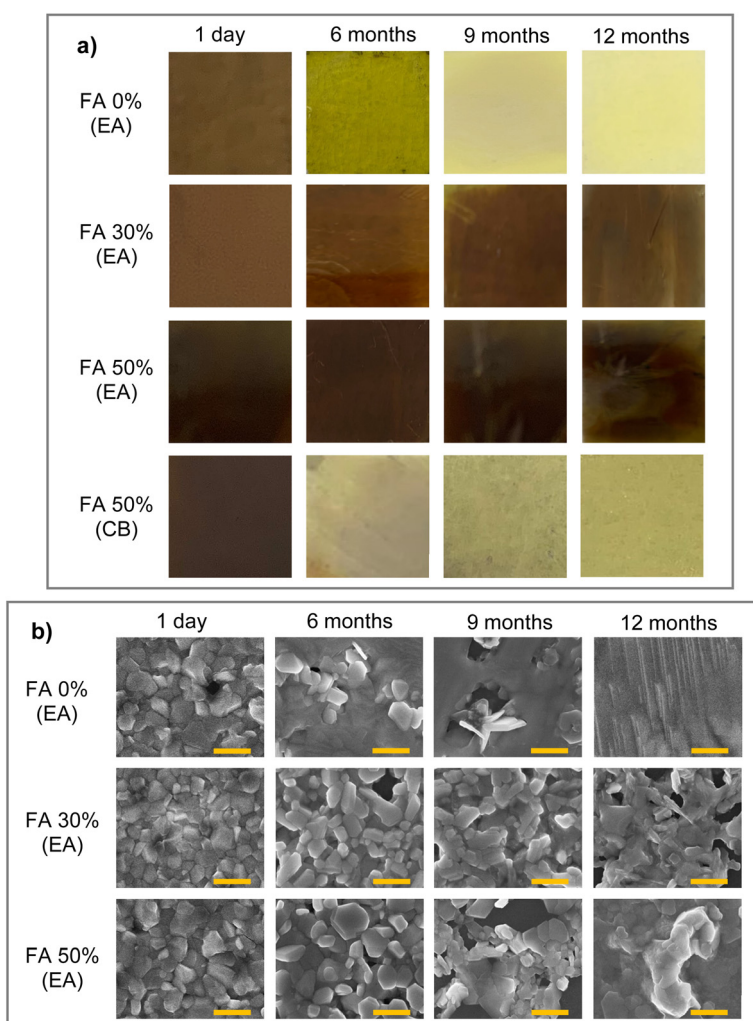 a)
1 day 6 months 9 months 12 months
FA 0%
(EA)
FA 30%
(EA)
FA 50%
(EA)
FA 50%
(CB)
b)
1 day 6 months 9 months 12 months
FA 0%
(EA)
FA 30%
(EA)
FA 50%
(EA)